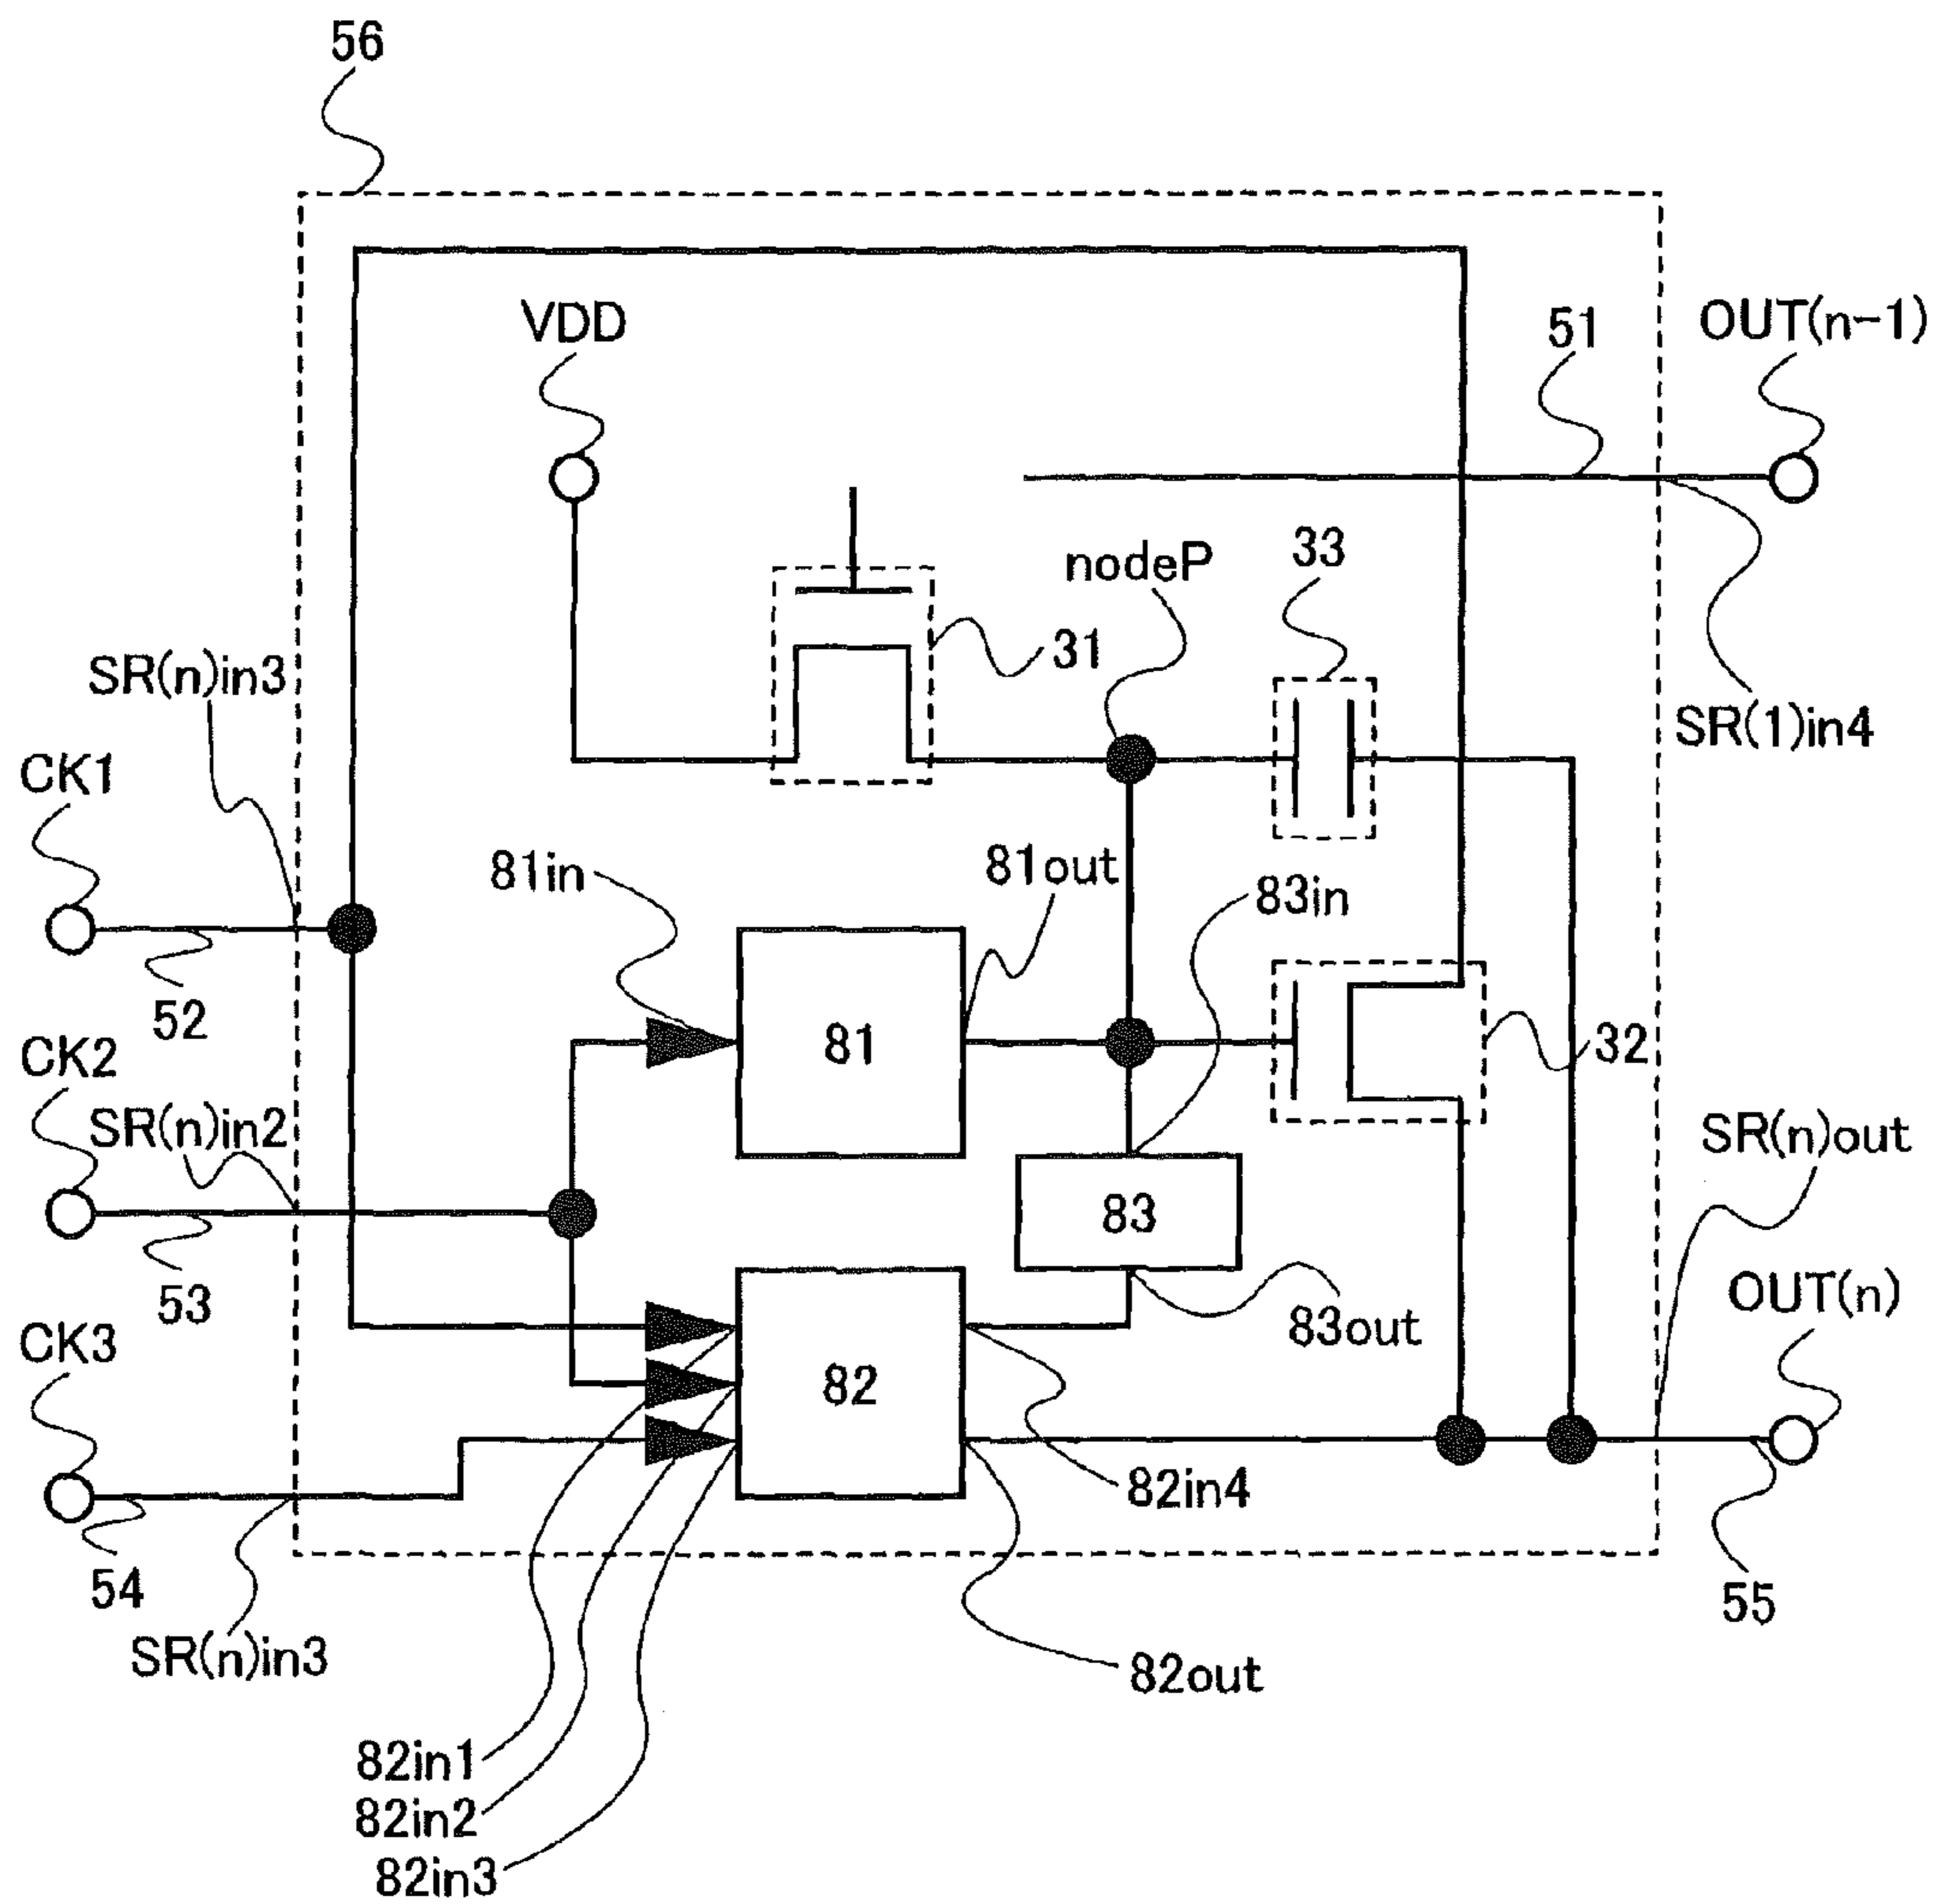 56
VDD
51
OUT(n-1)
nodeP
33
31
SR(n)in3
SR(1)in4
CK1
81in
81out
83in
52
81
32
CK2
SR(n)in2
SR(n)out
83
53
OUT(n)
83out
CK3
82
82in4
54
55
SR(n)in3
82out
82in1
82in2
82in3